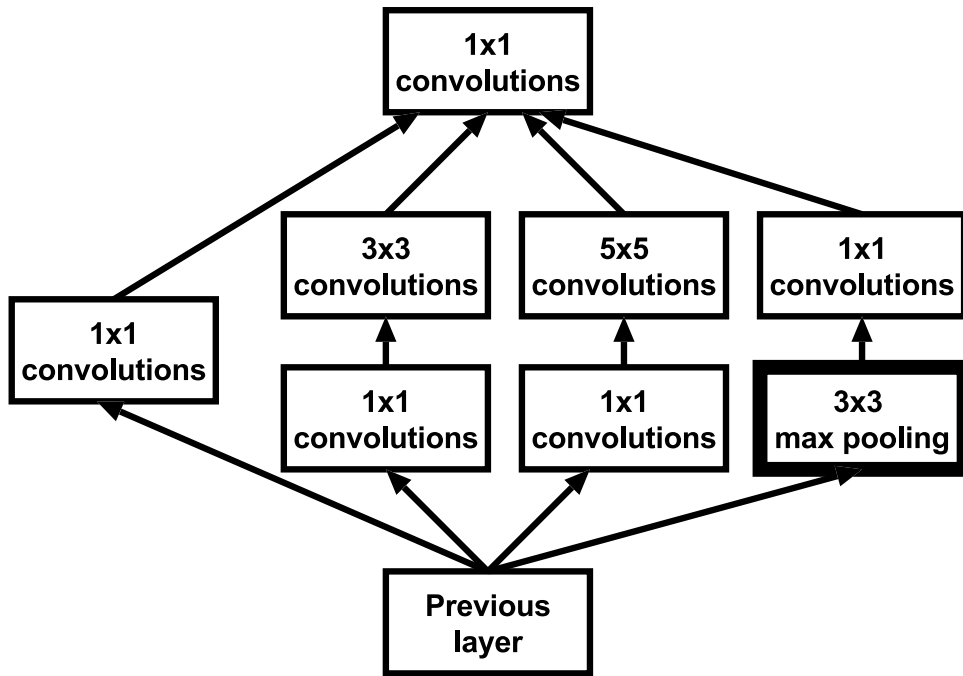 1x1
convolutions
3x3
convolutions
5x5
convolutions
1x1
convolutions
1x1
convolutions
1x1
convolutions
1x1
convolutions
3x3
max pooling
Previous
layer